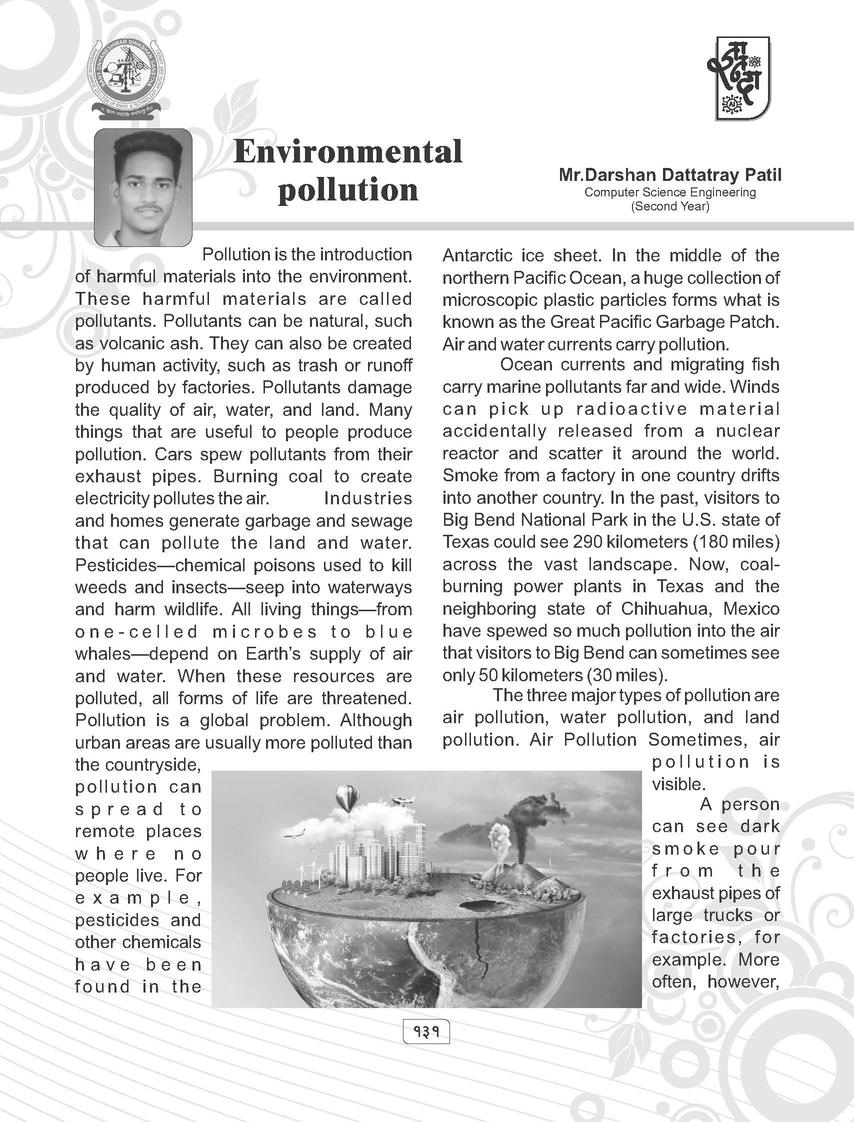 Environmental
pollution
Mr.Darshan Dattatray Patil
Computer Science Engineering
(Second Year)
Pollution is the introduction
of harmful materials into the environment.
These harmful materials are called
pollutants. Pollutants can be natural, such
as volcanic ash. They can also be created
by human activity, such as trash or runoff
produced by factories. Pollutants damage
the quality of air, water, and land. Many
things that are useful to people produce
pollution. Cars spew pollutants from their
exhaust pipes. Burning coal to create
electricity pollutes the air. Industries
and homes generate garbage and sewage
that can pollute the land and water.
Pesticides—chemical poisons used to kill
weeds and insects—seep into waterways
and harm wildlife. All living things—from
one-celled microbes to blue
whales—depend on Earth's supply of air
and water. When these resources are
polluted, all forms of life are threatened.
Pollution is a global problem. Although
urban areas are usually more polluted than
the countryside,
pollution can
spread to
remote places
where no
people live. For
example,
pesticides and
other chemicals
have been
found in the
Antarctic ice sheet. In the middle of the
northern Pacific Ocean, a huge collection of
microscopic plastic particles forms what is
known as the Great Pacific Garbage Patch.
Air and water currents carry pollution.
Ocean currents and migrating fish
carry marine pollutants far and wide. Winds
can pick up radioactive material
accidentally released from a nuclear
reactor and scatter it around the world.
Smoke from a factory in one country drifts
into another country. In the past, visitors to
Big Bend National Park in the U.S. state of
Texas could see 290 kilometers (180 miles)
across the vast landscape. Now, coal-
burning power plants in Texas and the
neighboring state of Chihuahua, Mexico
have spewed so much pollution into the air
that visitors to Big Bend can sometimes see
only 50 kilometers (30 miles).
The three major types of pollution are
air pollution, water pollution, and land
pollution. Air Pollution Sometimes, air
pollution is
visible.
A person
can see dark
smoke pour
from the
exhaust pipes of
large trucks or
factories, for
example. More
often, however,
१३१